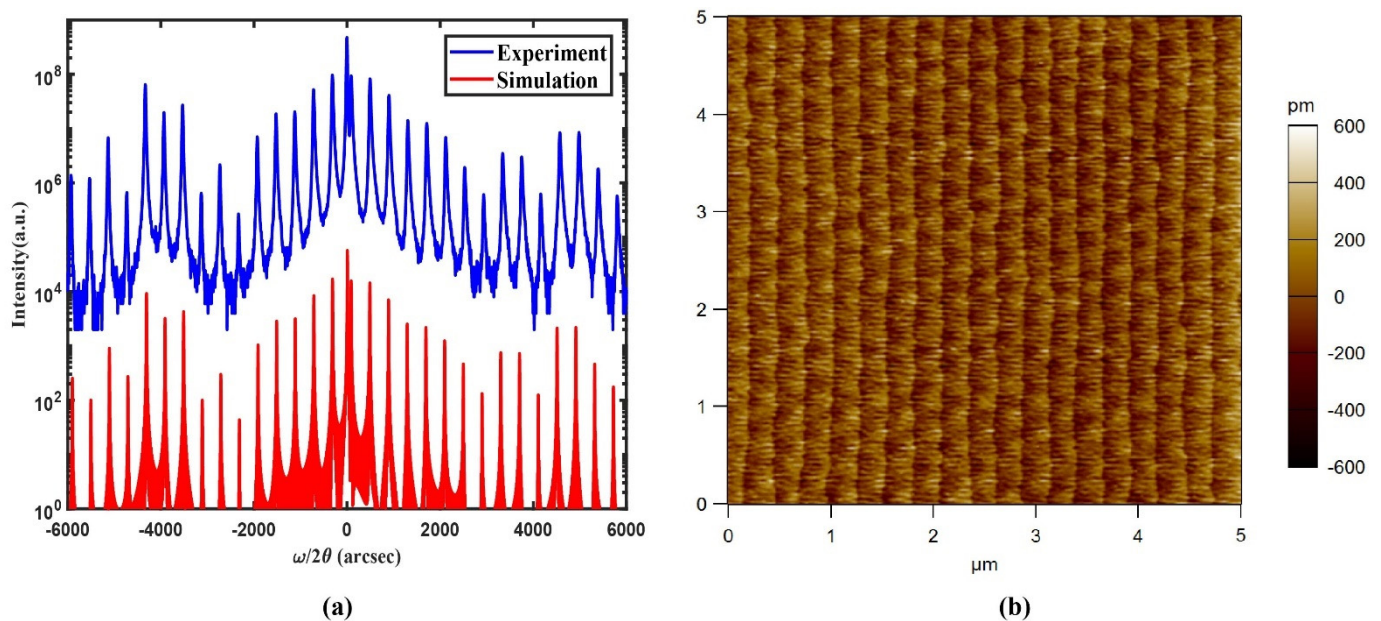 Experiment
Simulation
10^8
10^6
10^4
10^2
10^0
Intensity(a.u.)
-6000 -4000 -2000 0 2000 4000 6000
ω/2θ (arcsec)
(a)
5
4
3
2
1
0
0 1 2 3 4 5
µm
pm
600
400
200
0
-200
-400
-600
(b)